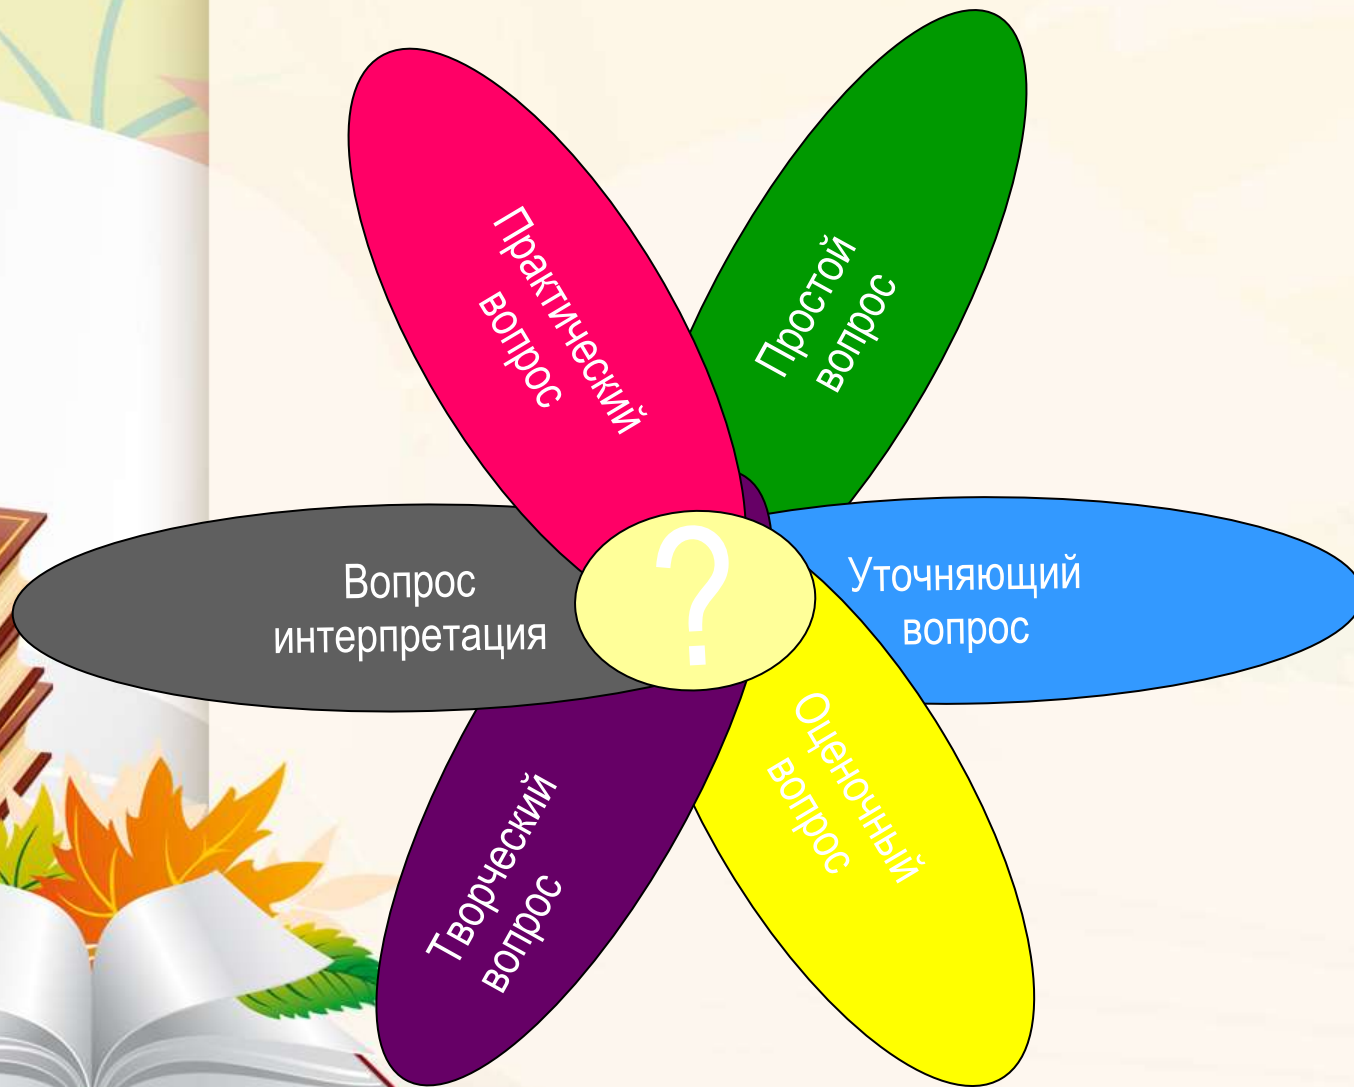 Практический
вопрос
Простой
вопрос
Вопрос
интерпретация
?
Уточняющий
вопрос
Творческий
вопрос
Оценочный
вопрос